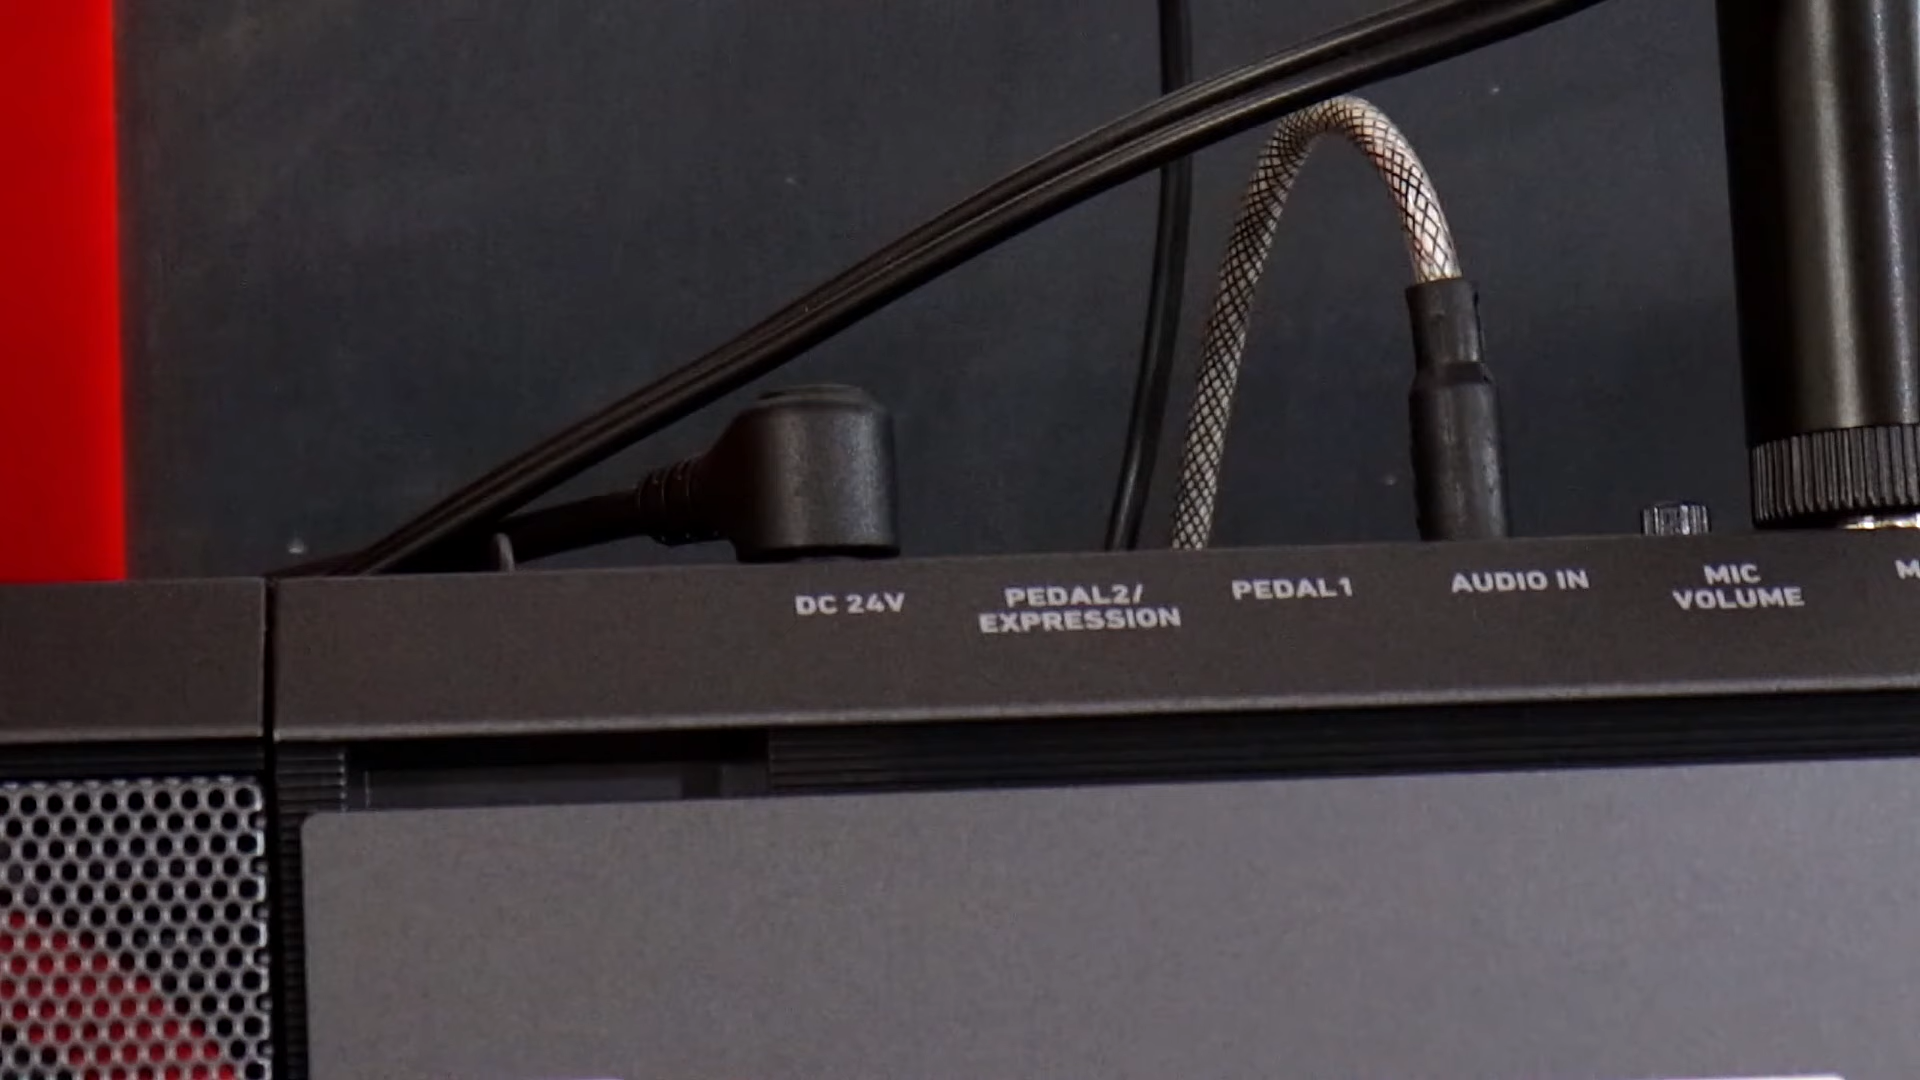 DC 24V
PEDAL2/
EXPRESSION
PEDAL1
AUDIO IN
MIC
VOLUME